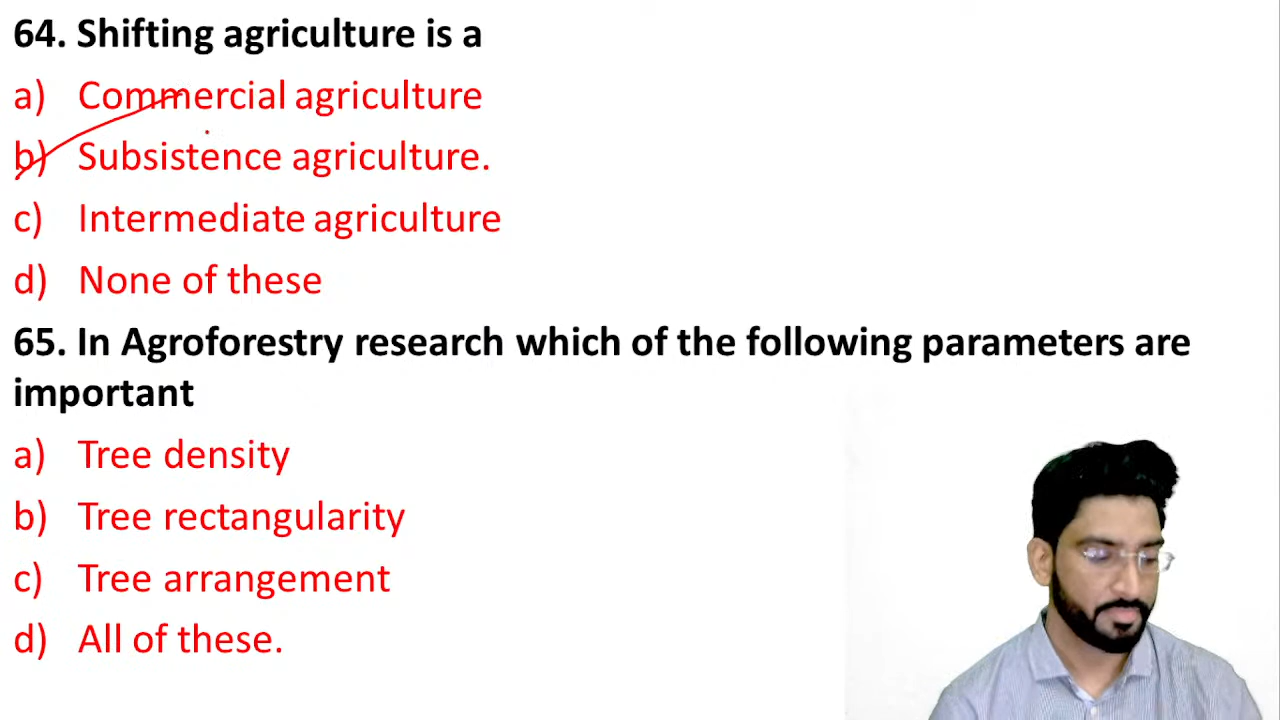 64. Shifting agriculture is a
a) Commercial agriculture
b) Subsistence agriculture.
c) Intermediate agriculture
d) None of these
65. In Agroforestry research which of the following parameters are
important
a) Tree density
b) Tree rectangularity
c) Tree arrangement
d) All of these.